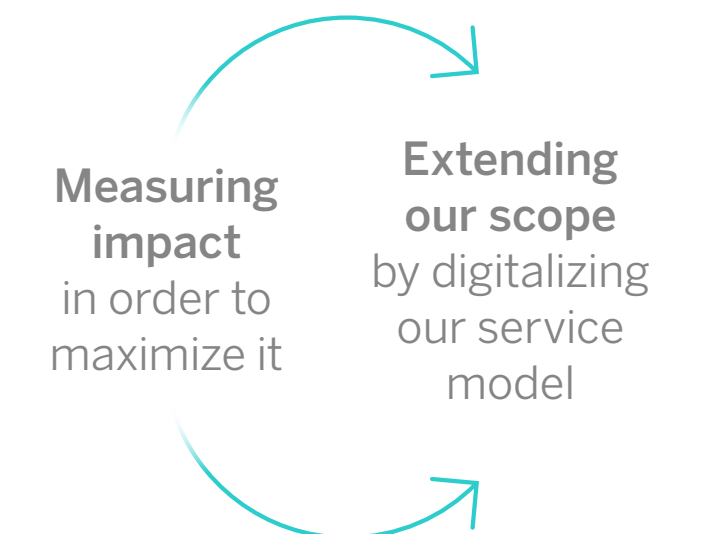 Measuring
impact
in order to
maximize it
Extending
our scope
by digitalizing
our service
model